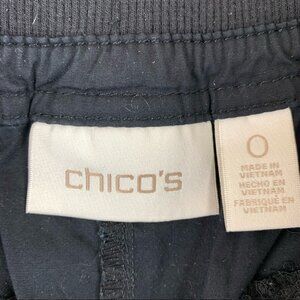 chico's
0
MADE IN
VIETNAM
HECHO EN
VIETNAM
FABRIQUÉ EN
VIETNAM